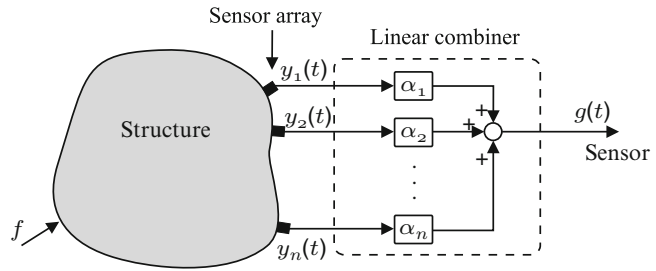 Sensor array
Linear combiner
y₁(t)
α₁
+
Structure
y₂(t)
α₂
+
g(t)
+
Sensor
.
.
.
f
yₙ(t)
αₙ